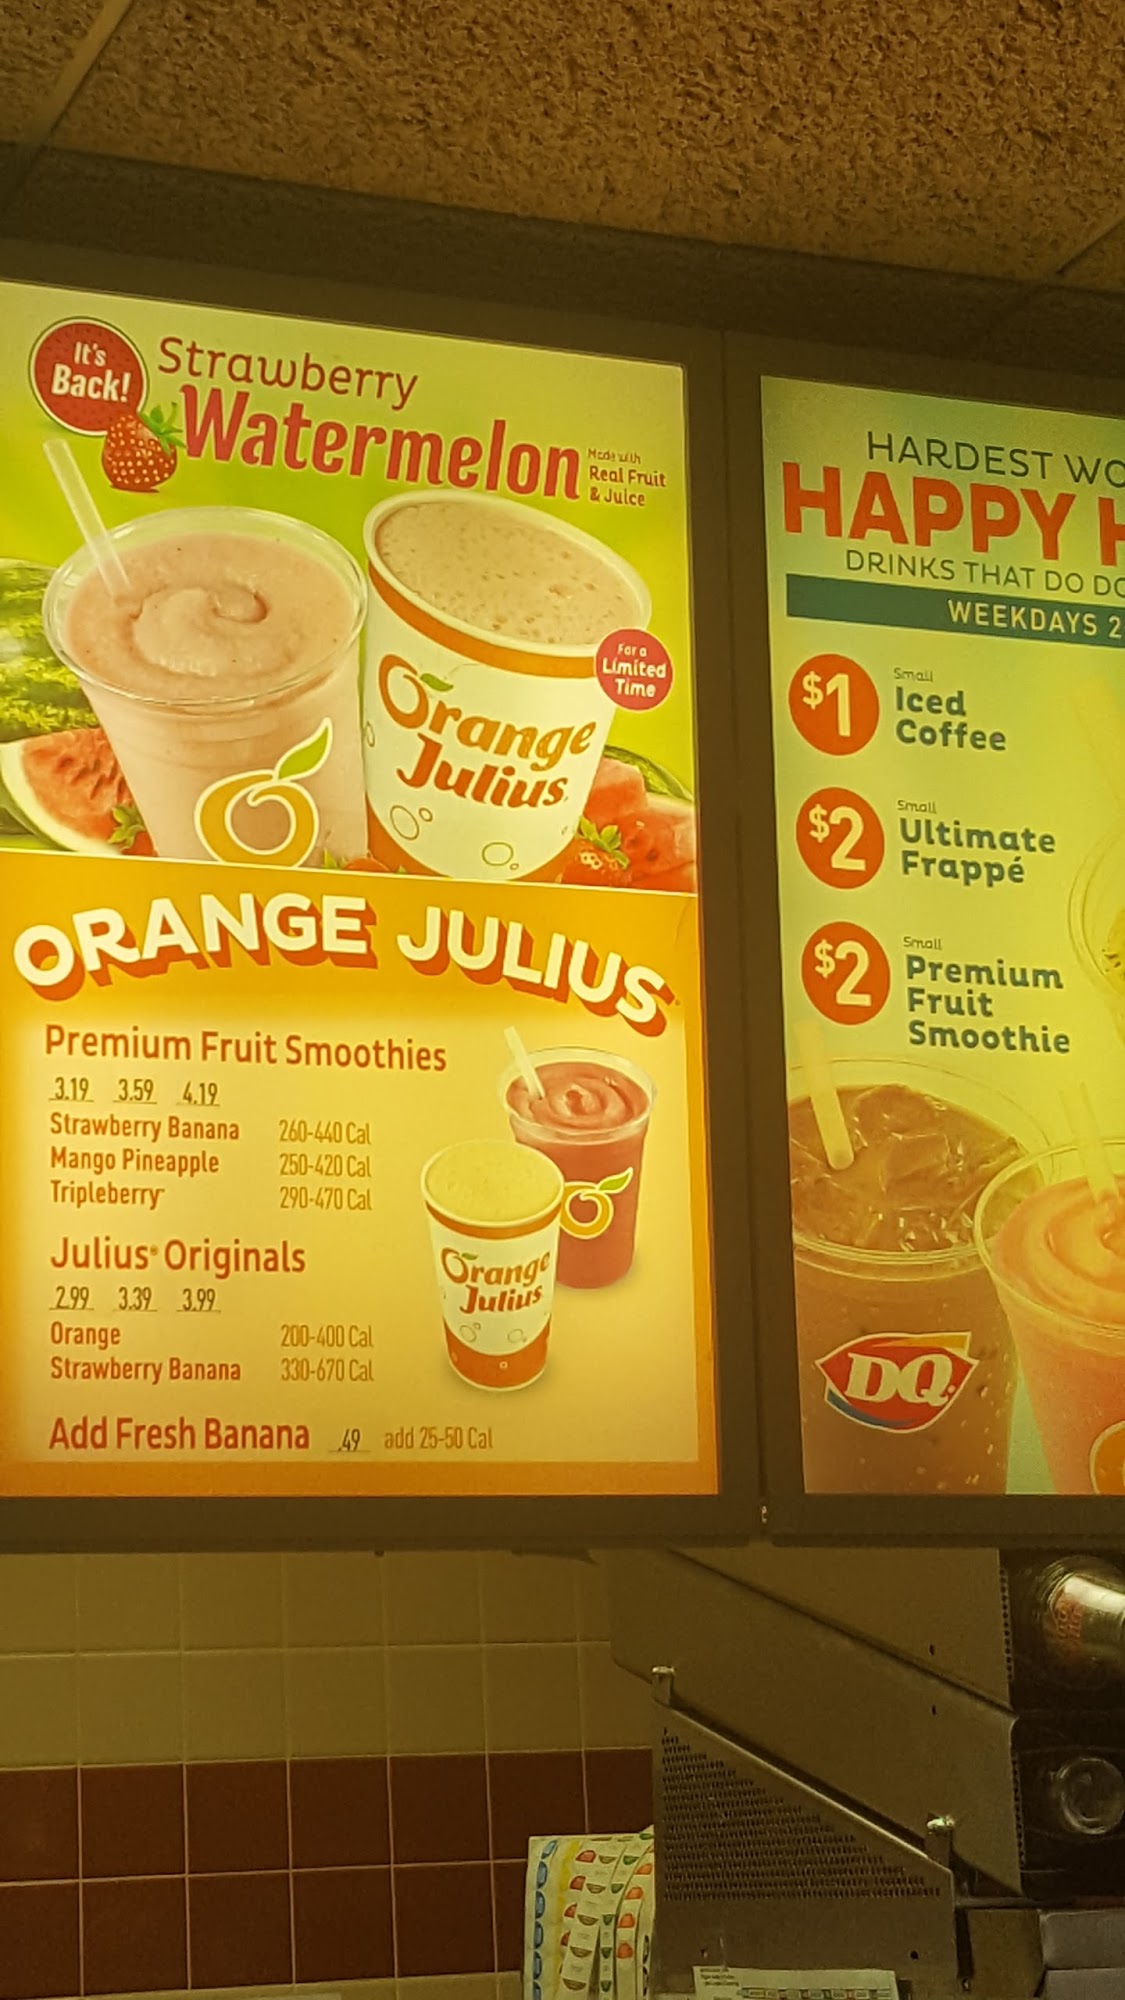 It's
Back!
Strawberry
Watermelon
Made with
Real Fruit
& Juice
For a
Limited
Time
Orange
Julius
ORANGE JULIUS
Premium Fruit Smoothies
3.19 3.59 4.19
Strawberry Banana 260-440 Cal
Mango Pineapple 250-420 Cal
Tripleberry 290-470 Cal
Julius® Originals
2.99 3.39 3.99
Orange 200-400 Cal
Strawberry Banana 330-670 Cal
Add Fresh Banana .49 add 25-50 Cal
Orange
Julius
HARDEST WO
HAPPY H
DRINKS THAT DO DO
WEEKDAYS 2
$1 Small
Iced
Coffee
$2 Small
Ultimate
Frappé
$2 Small
Premium
Fruit
Smoothie
DQ